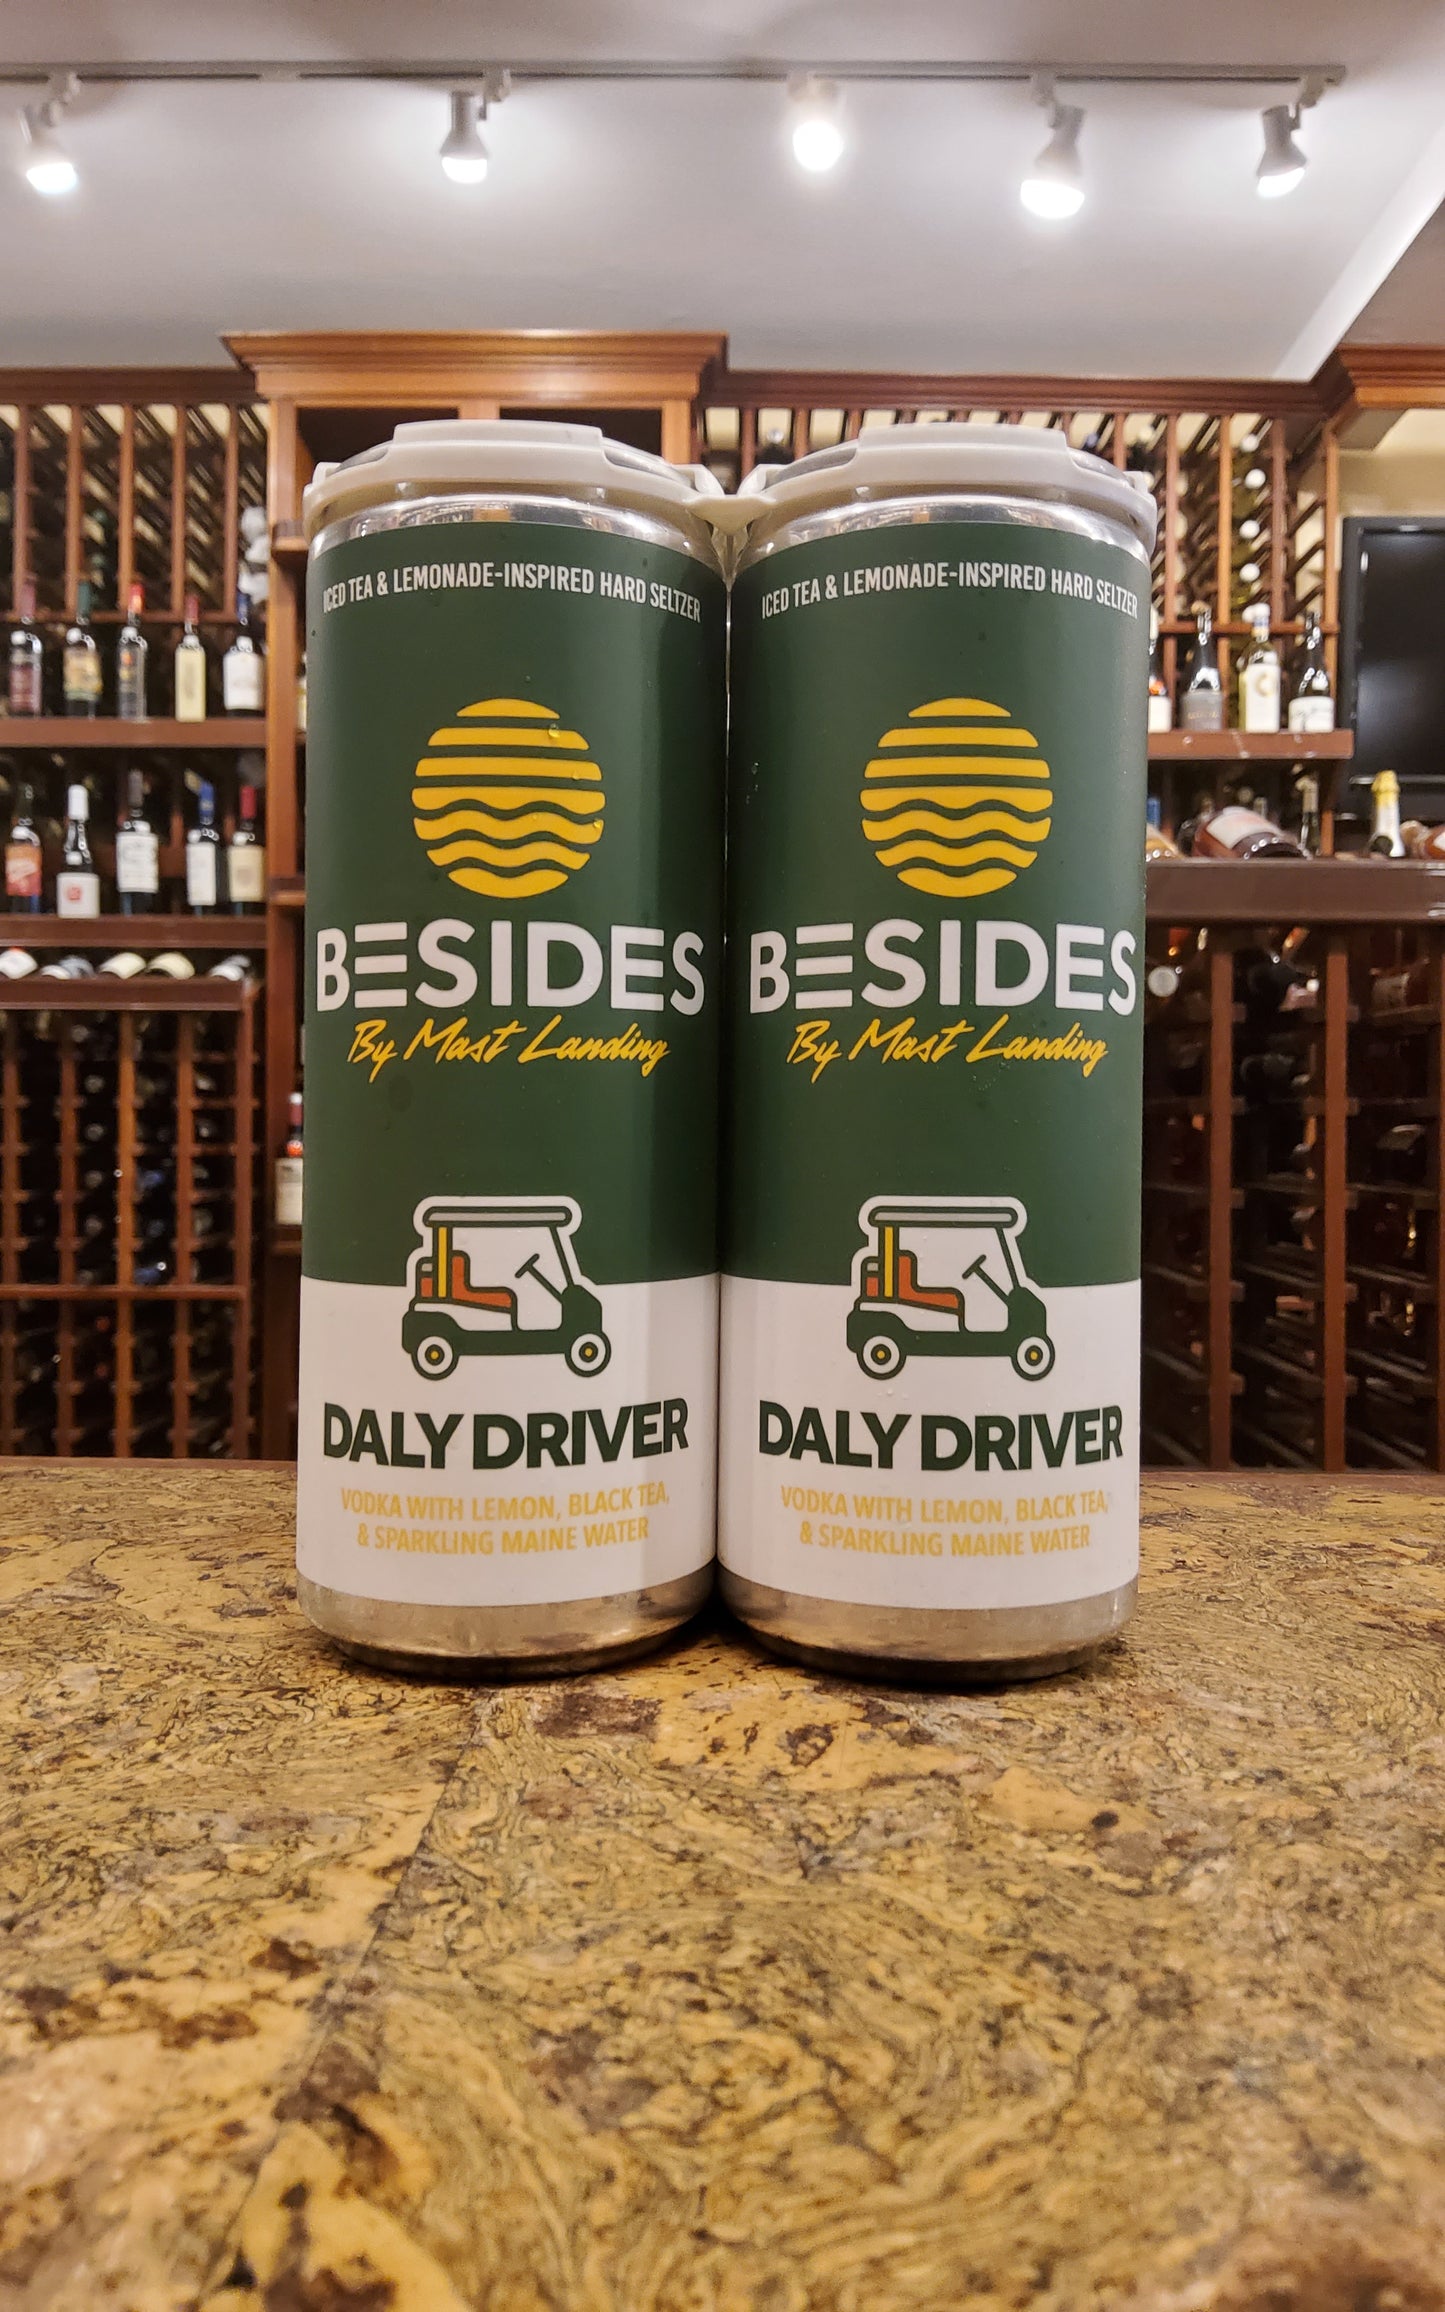 ICED TEA & LEMONADE-INSPIRED HARD SELTZER
BESIDES
By Mast Landing
DALY DRIVER
VODKA WITH LEMON, BLACK TEA,
& SPARKLING MAINE WATER
ICED TEA & LEMONADE-INSPIRED HARD SELTZER
BESIDES
By Mast Landing
DALY DRIVER
VODKA WITH LEMON, BLACK TEA,
& SPARKLING MAINE WATER